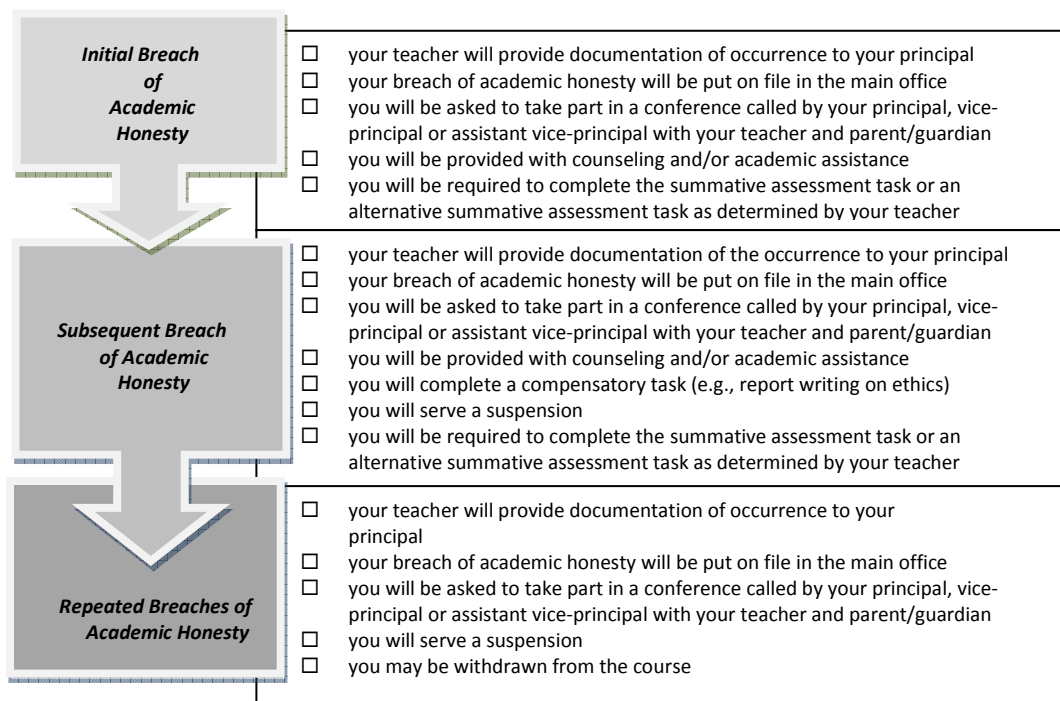 Initial Breach
of
Academic
Honesty
☐ your teacher will provide documentation of occurrence to your principal
☐ your breach of academic honesty will be put on file in the main office
☐ you will be asked to take part in a conference called by your principal, vice-
principal or assistant vice-principal with your teacher and parent/guardian
☐ you will be provided with counseling and/or academic assistance
☐ you will be required to complete the summative assessment task or an
alternative summative assessment task as determined by your teacher
Subsequent Breach
of Academic
Honesty
☐ your teacher will provide documentation of the occurrence to your principal
☐ your breach of academic honesty will be put on file in the main office
☐ you will be asked to take part in a conference called by your principal, vice-
principal or assistant vice-principal with your teacher and parent/guardian
☐ you will be provided with counseling and/or academic assistance
☐ you will complete a compensatory task (e.g., report writing on ethics)
☐ you will serve a suspension
☐ you will be required to complete the summative assessment task or an
alternative summative assessment task as determined by your teacher
Repeated Breaches of
Academic Honesty
☐ your teacher will provide documentation of occurrence to your
principal
☐ your breach of academic honesty will be put on file in the main office
☐ you will be asked to take part in a conference called by your principal, vice-
principal or assistant vice-principal with your teacher and parent/guardian
☐ you will serve a suspension
☐ you may be withdrawn from the course